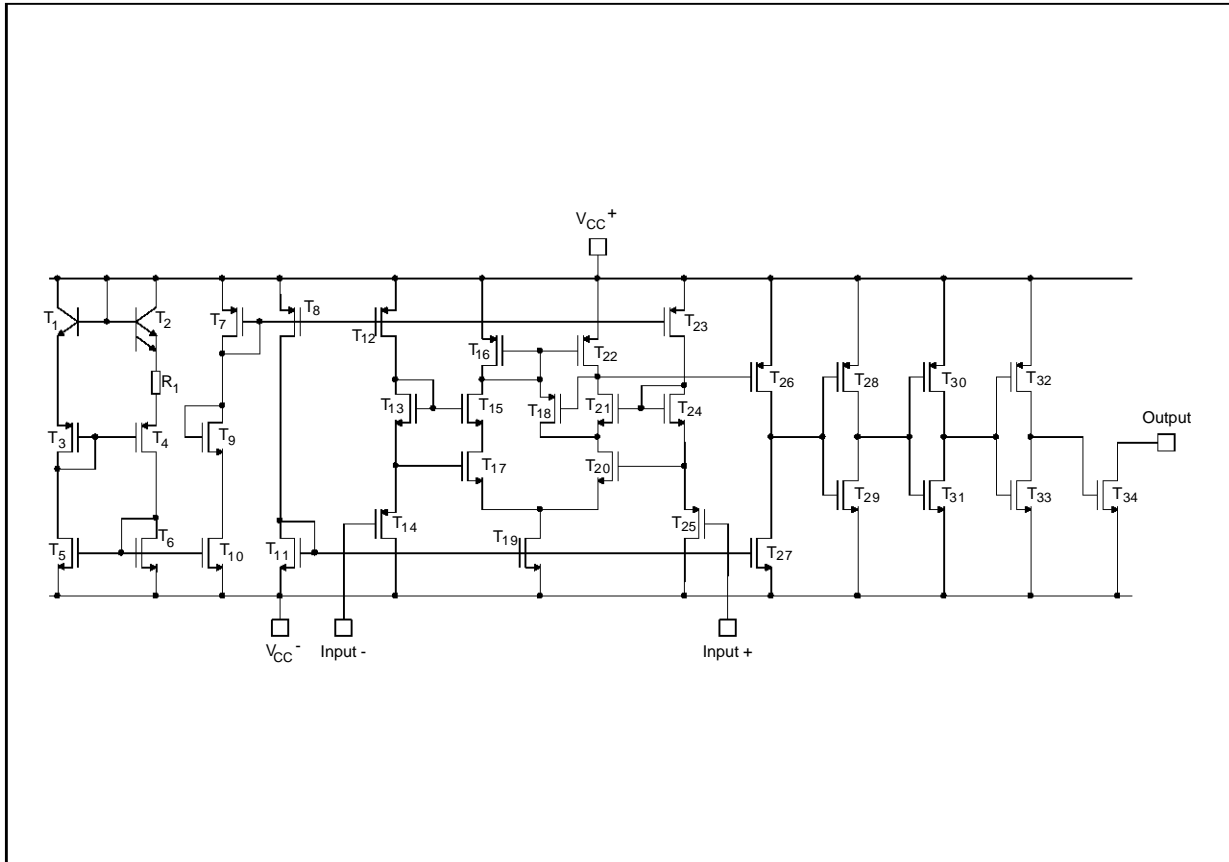 VCC+
T1
T2
T7
T8
T12
T23
T16
T22
T26
T28
T30
T32
R1
T13
T15
T18
T21
T24
Output
T3
T4
T9
T17
T20
T29
T31
T33
T34
T14
T25
T5
T6
T10
T11
T19
T27
VCC-
Input -
Input +